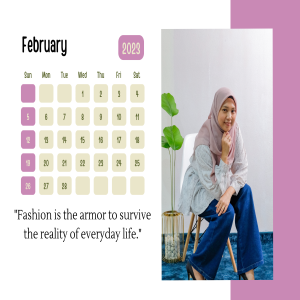 February
2023
Sun Mon Tue Wed Thu Fri Sat
1 2 3 4
5 6 7 8 9 10 11
12 13 14 15 16 17 18
19 20 21 22 23 24 25
26 27 28
"Fashion is the armor to survive
the reality of everyday life."